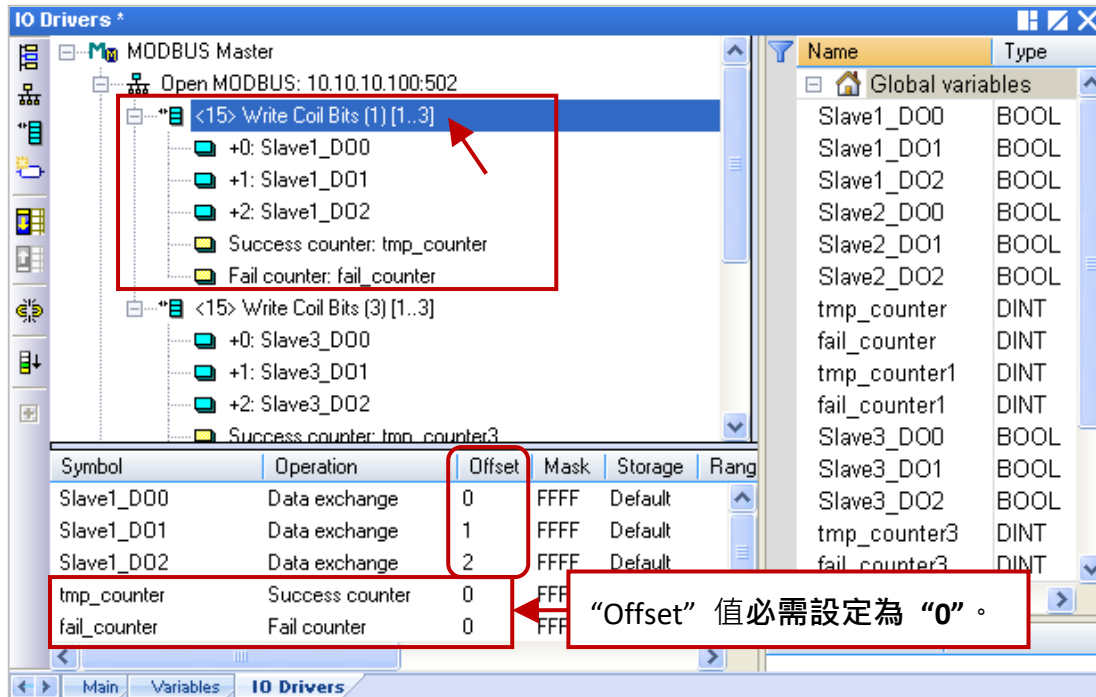 IO Drivers *
MODBUS Master
Open MODBUS: 10.10.10.100:502
<15> Write Coil Bits (1) [1..3]
+0: Slave1_DO0
+1: Slave1_DO1
+2: Slave1_DO2
Success counter: tmp_counter
Fail counter: fail_counter
<15> Write Coil Bits (3) [1..3]
+0: Slave3_DO0
+1: Slave3_DO1
+2: Slave3_DO2
Success counter: tmp_counter3
Name Type
Global variables
Slave1_DO0 BOOL
Slave1_DO1 BOOL
Slave1_DO2 BOOL
Slave2_DO0 BOOL
Slave2_DO1 BOOL
Slave2_DO2 BOOL
tmp_counter DINT
fail_counter DINT
tmp_counter1 DINT
fail_counter1 DINT
Slave3_DO0 BOOL
Slave3_DO1 BOOL
Slave3_DO2 BOOL
tmp_counter3 DINT
fail_counter3 DINT
Symbol Operation Offset Mask Storage Rang
Slave1_DO0 Data exchange 0 FFFF Default
Slave1_DO1 Data exchange 1 FFFF Default
Slave1_DO2 Data exchange 2 FFFF Default
tmp_counter Success counter 0 FFF
fail_counter Fail counter 0 FFF
“Offset” 值必需設定為 “0”。
Main Variables IO Drivers